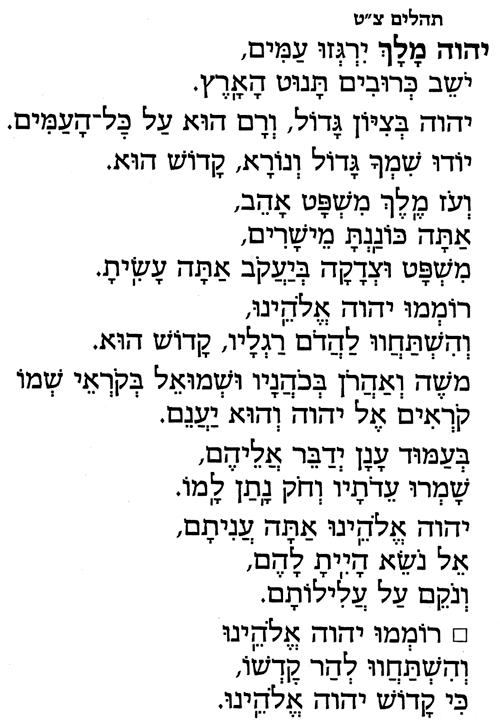 תהלים צ״ט
יהוה מָלָךְ יִרְגְּזוּ עַמִּים,
יֹשֵׁב כְּרוּבִים תָּנוּט הָאָרֶץ.
יהוה בְּצִיּוֹן גָּדוֹל, וְרָם הוּא עַל כָּל־הָעַמִּים.
יוֹדוּ שִׁמְךָ גָּדוֹל וְנוֹרָא, קָדוֹשׁ הוּא.
וְעֹז מֶלֶךְ מִשְׁפָּט אָהֵב,
אַתָּה כּוֹנַנְתָּ מֵישָׁרִים,
מִשְׁפָּט וּצְדָקָה בְּיַעֲקֹב אַתָּה עָשִׂיתָ.
רוֹמְמוּ יהוה אֱלֹהֵינוּ,
וְהִשְׁתַּחֲווּ לַהֲדֹם רַגְלָיו, קָדוֹשׁ הוּא.
משֶׁה וְאַהֲרֹן בְּכֹהֲנָיו וּשְׁמוּאֵל בְּקֹרְאֵי שְׁמוֹ
קֹרְאִים אֶל יהוה וְהוּא יַעֲנֵם.
בְּעַמּוּד עָנָן יְדַבֵּר אֲלֵיהֶם,
שָׁמְרוּ עֵדֹתָיו וְחֹק נָתַן לָמוֹ.
יהוה אֱלֹהֵינוּ אַתָּה עֲנִיתָם,
אֵל נֹשֵׂא הָיִיתָ לָהֶם,
וְנֹקֵם עַל עֲלִילוֹתָם.
□ רוֹמְמוּ יהוה אֱלֹהֵינוּ
וְהִשְׁתַּחֲווּ לְהַר קָדְשׁוֹ,
כִּי קָדוֹשׁ יהוה אֱלֹהֵינוּ.